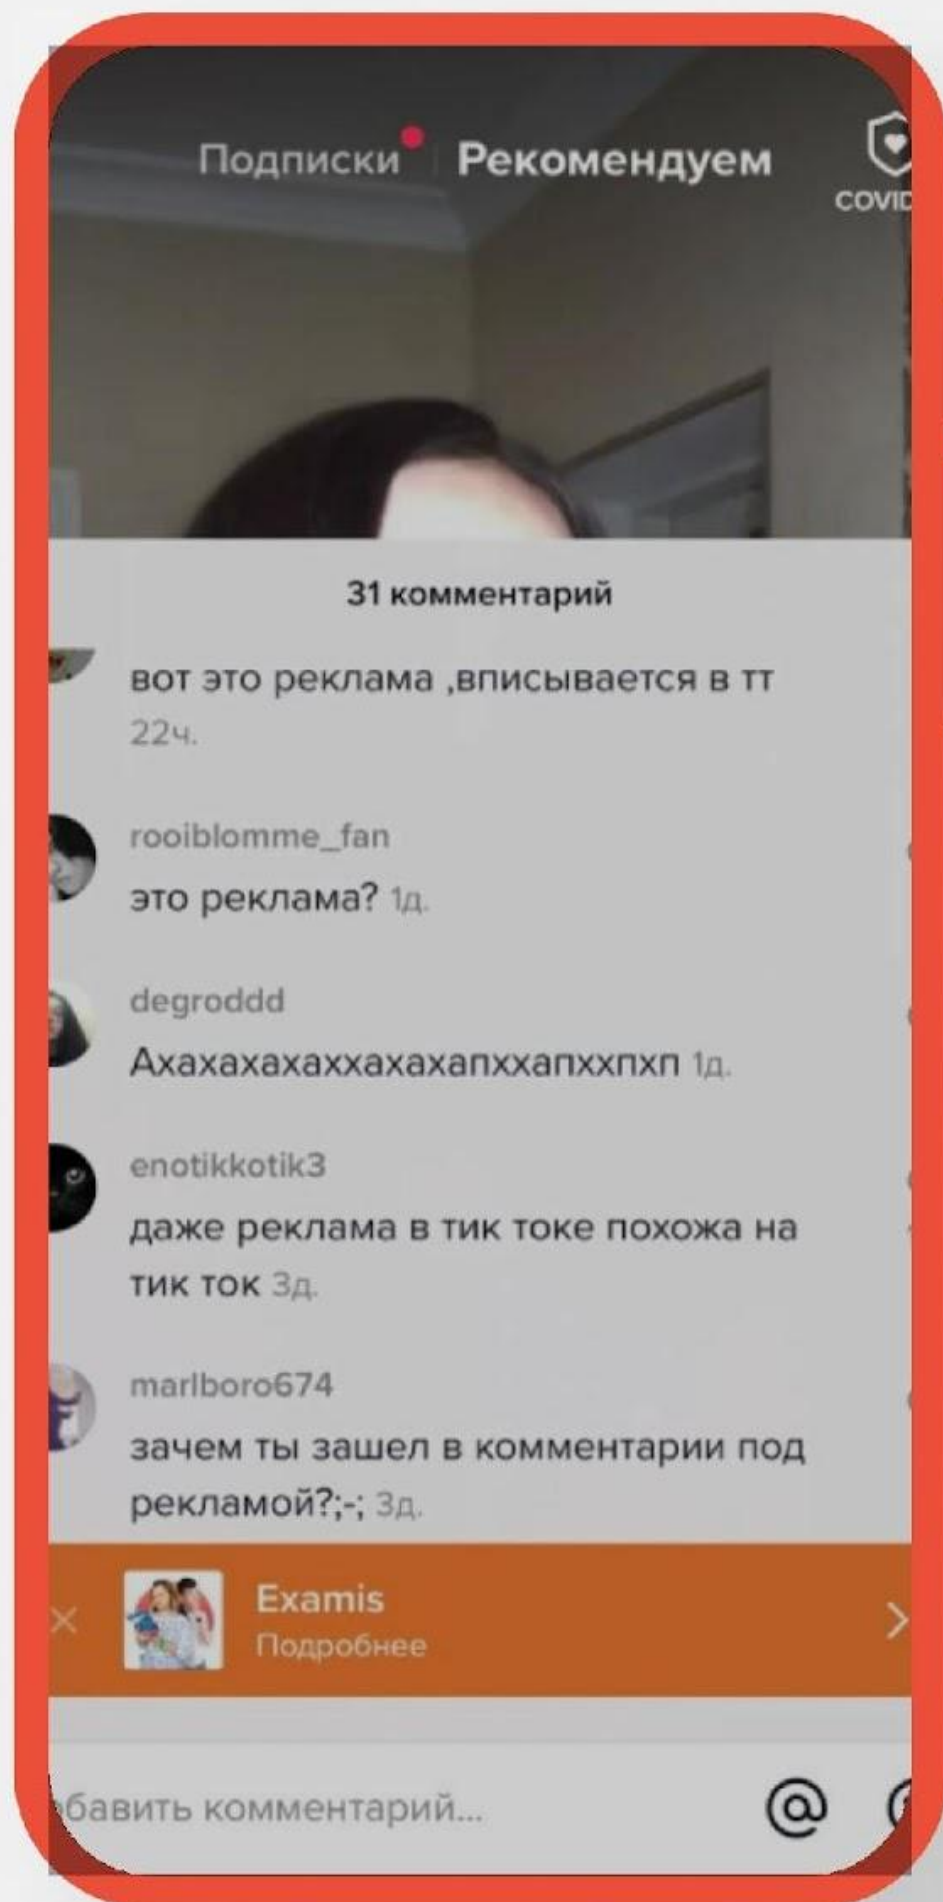 Подписки Рекомендуем
COVID
31 комментарий
вот это реклама ,вписывается в тт
22ч.
rooiblomme_fan
это реклама? 1д.
degroddd
Ахахахахаххахахапххапххпхп 1д.
enotikkotik3
даже реклама в тик токе похожа на
тик ток 3д.
marlboro674
зачем ты зашел в комментарии под
рекламой?;-; 3д.
Examis
Подробнее
обавить комментарий...